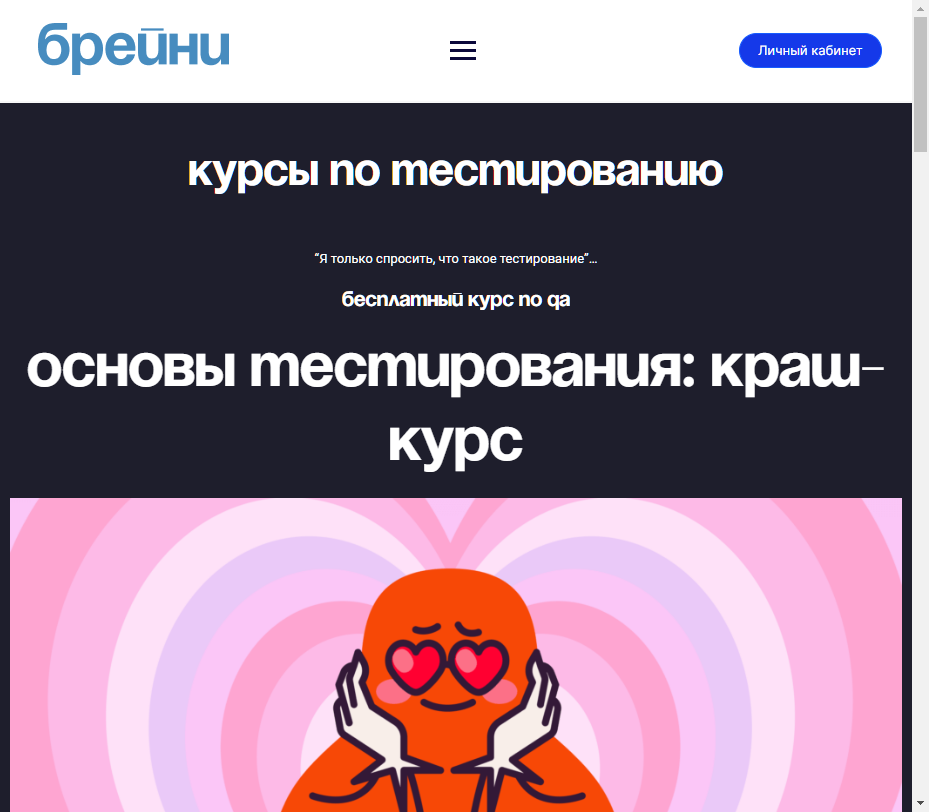 брейни
Личный кабинет
курсы по тестированию
“Я только спросить, что такое тестирование”...
бесплатный курс по qa
основы тестирования: краш-
курс